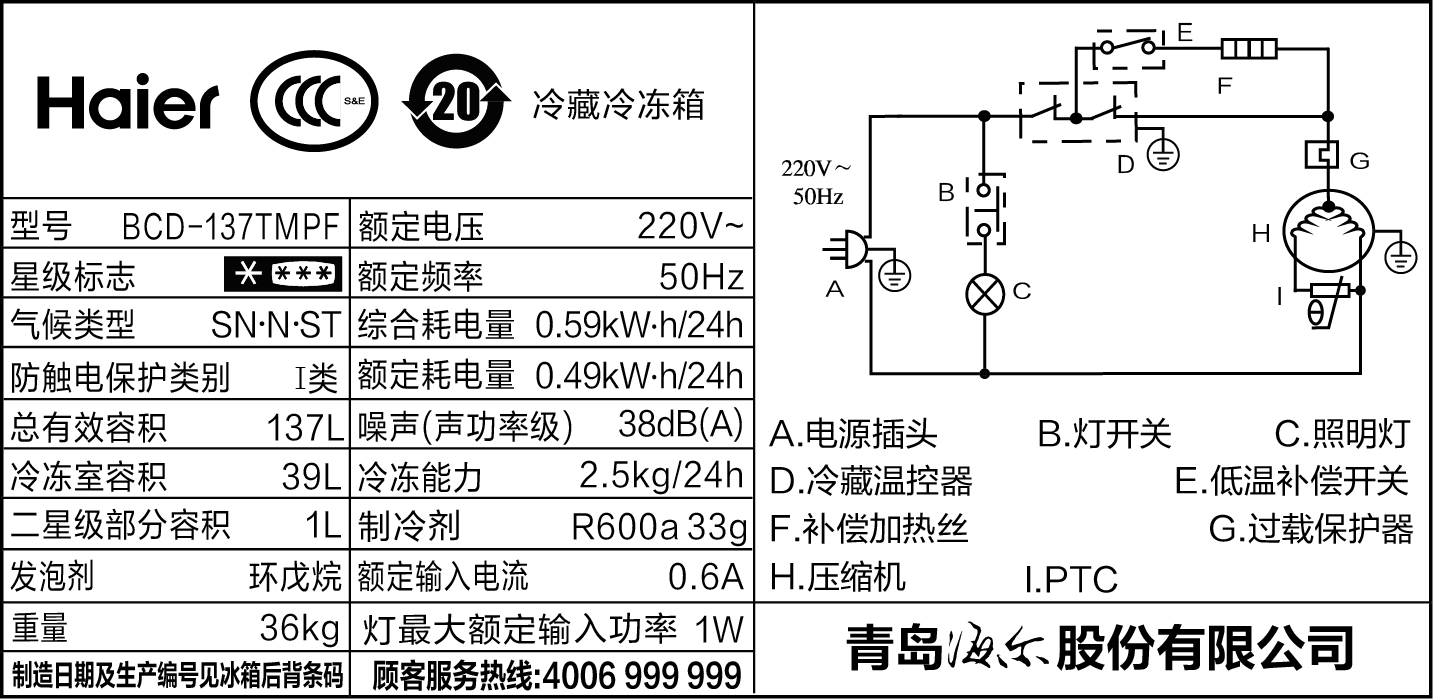 Haier CCC S&E 20 冷藏冷冻箱
型号 BCD-137TMPF 额定电压 220V~
星级标志 * *** 额定频率 50Hz
气候类型 SN·N·ST 综合耗电量 0.59kW·h/24h
防触电保护类别 I类 额定耗电量 0.49kW·h/24h
总有效容积 137L 噪声(声功率级) 38dB(A)
冷冻室容积 39L 冷冻能力 2.5kg/24h
二星级部分容积 1L 制冷剂 R600a 33g
发泡剂 环戊烷 额定输入电流 0.6A
重量 36kg 灯最大额定输入功率 1W
制造日期及生产编号见冰箱后背条码 顾客服务热线:4006 999 999
E
F
D
G
220V~
50Hz
B
H
A
C
I
θ
A.电源插头 B.灯开关 C.照明灯
D.冷藏温控器 E.低温补偿开关
F.补偿加热丝 G.过载保护器
H.压缩机 I.PTC
青岛海尔股份有限公司